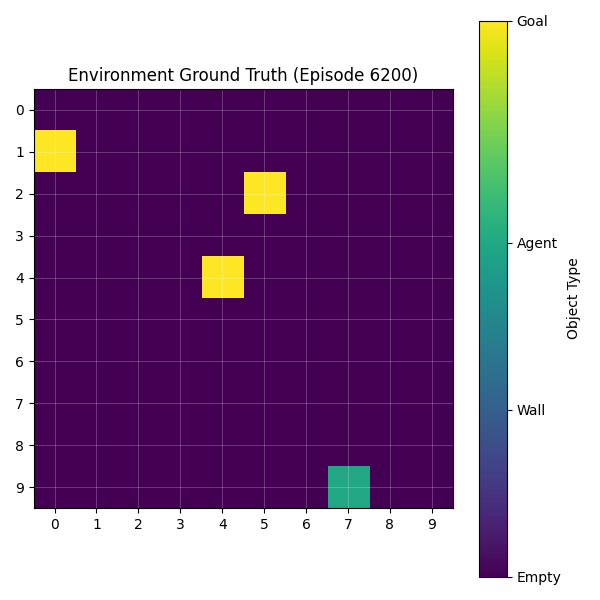 Environment Ground Truth (Episode 6200)
0
1
2
3
4
5
6
7
8
9
0 1 2 3 4 5 6 7 8 9
Goal
Agent
Wall
Empty
Object Type